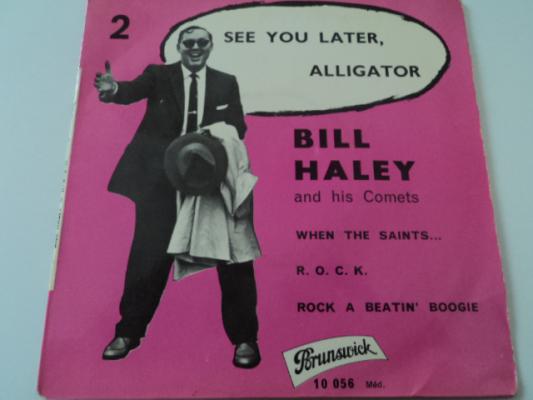 2
SEE YOU LATER,
ALLIGATOR
BILL
HALEY
and his Comets
WHEN THE SAINTS...
R. O. C. K.
ROCK A BEATIN' BOOGIE
Brunswick
10 056 Méd.